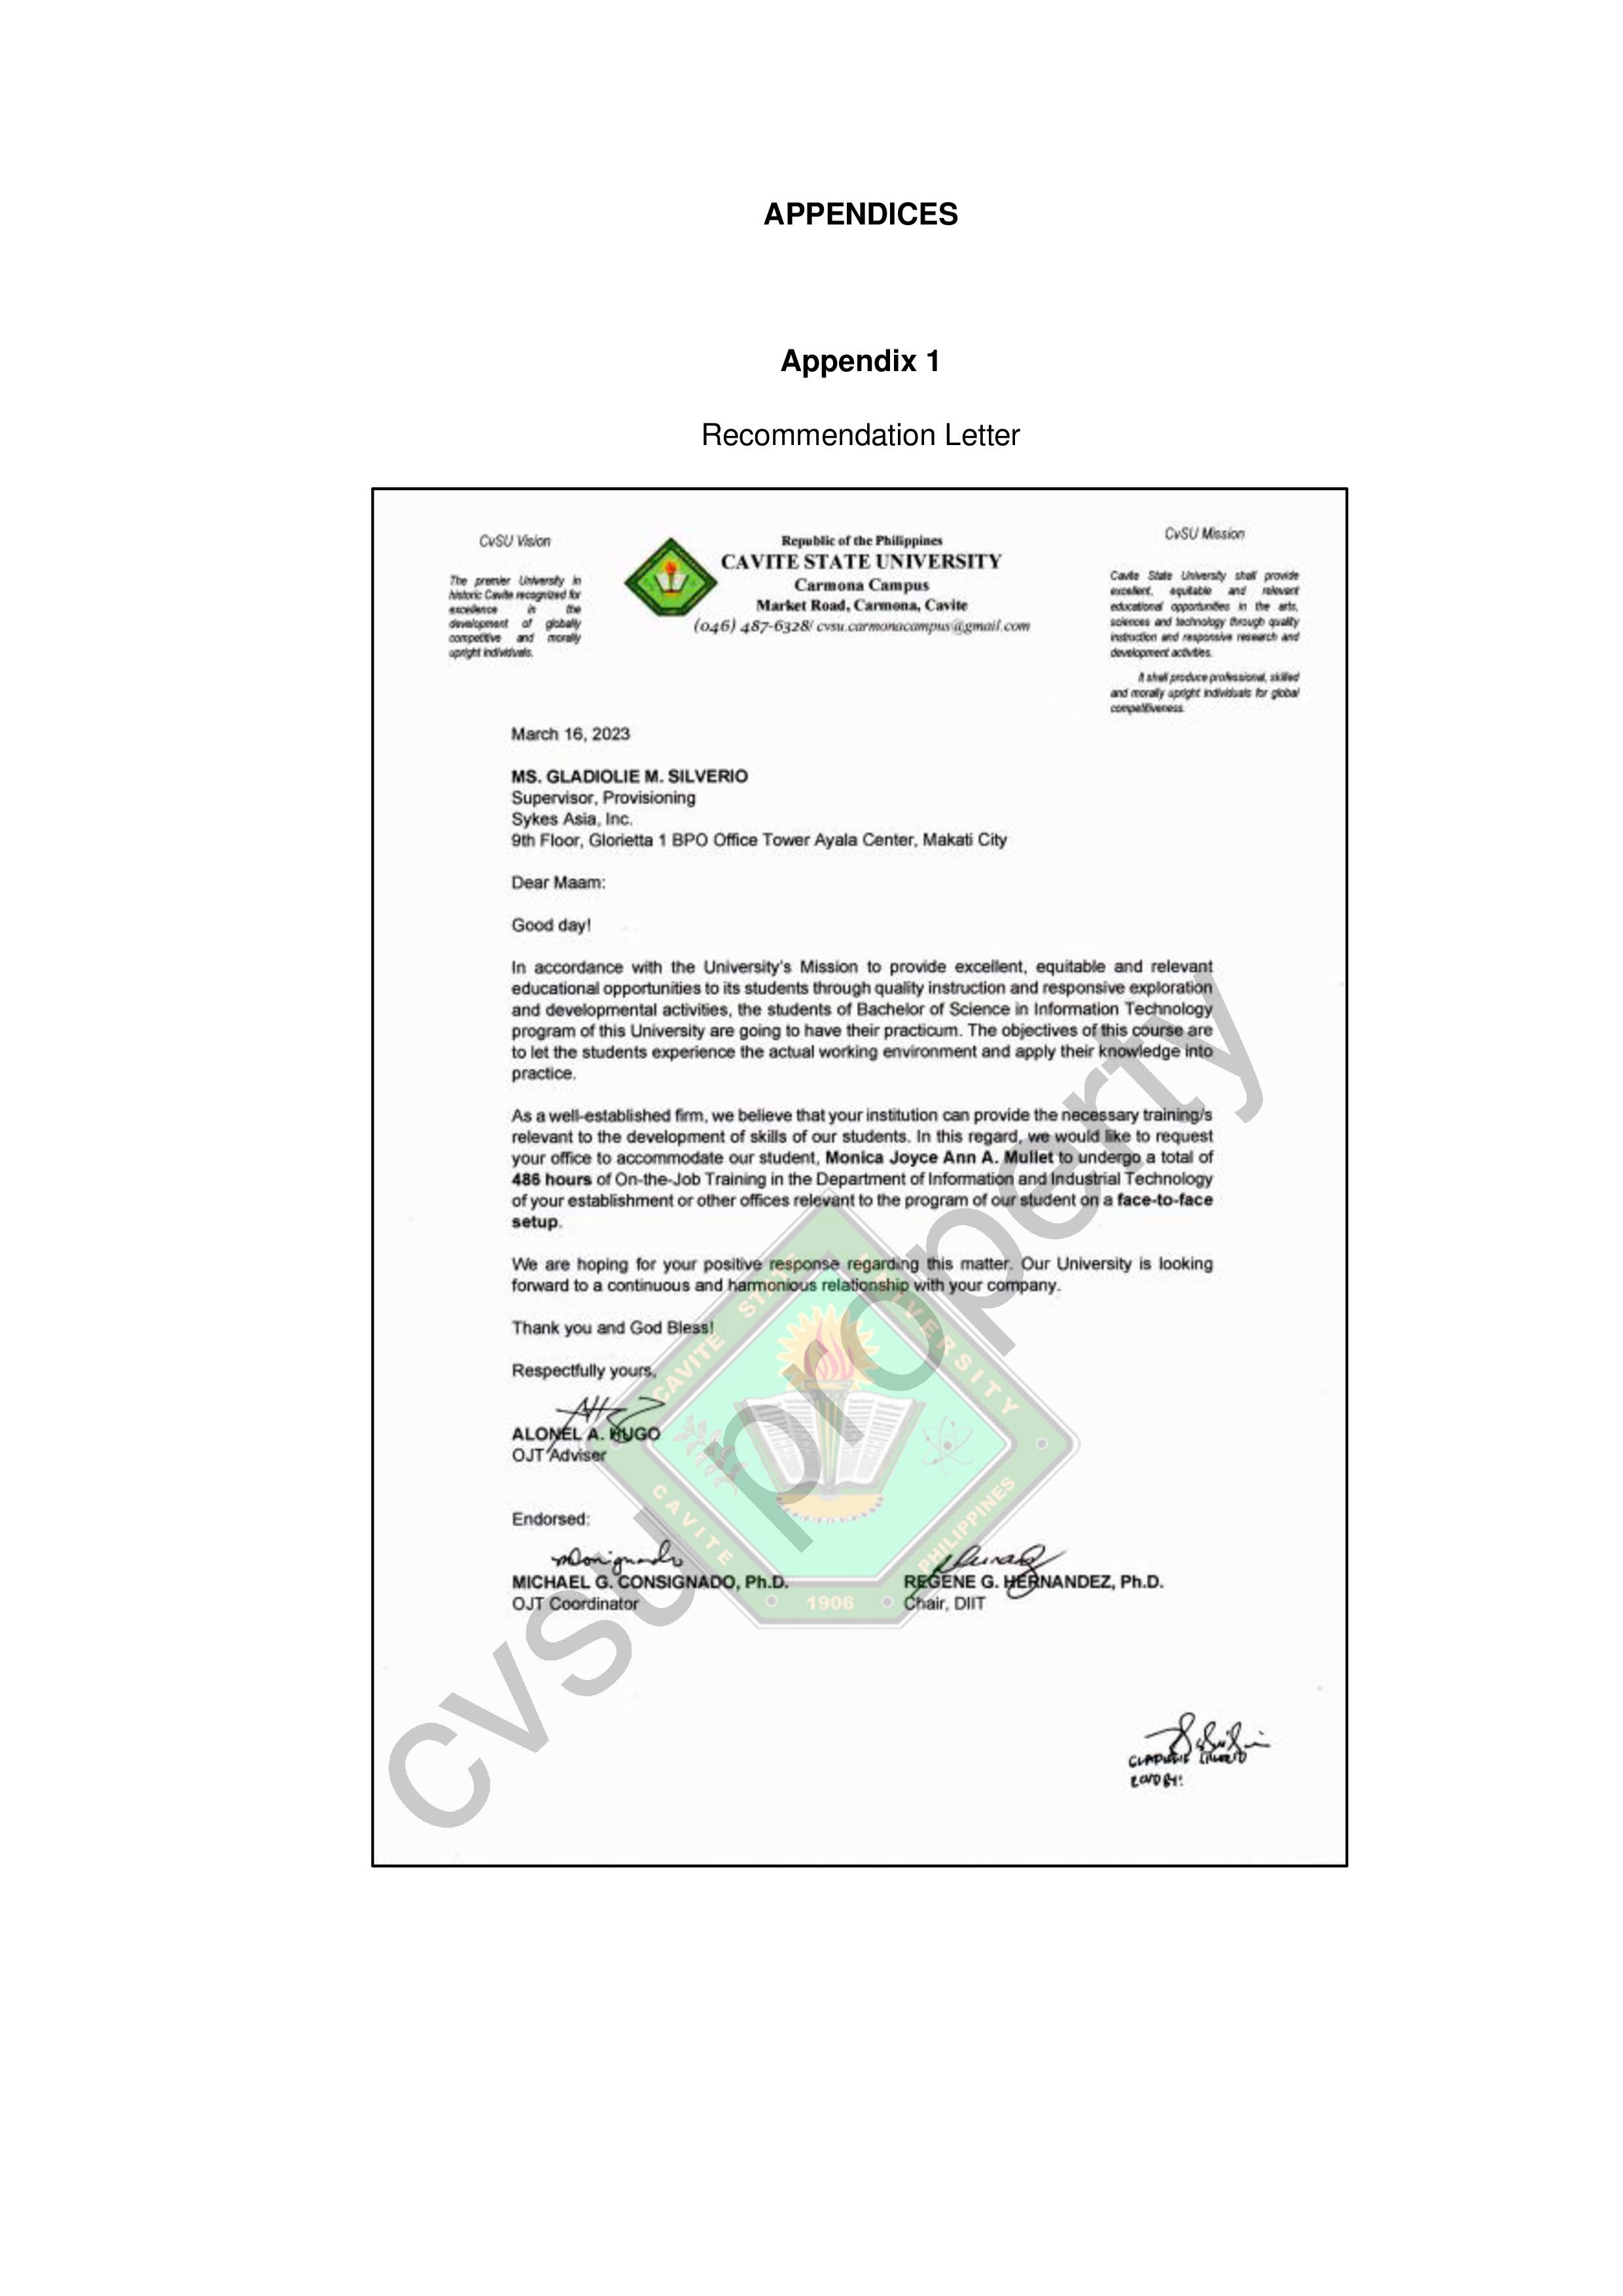 APPENDICES
Appendix 1
Recommendation Letter
CvSU Vision
The premier University in
historic Cavite recognized for
excellence in the
development of globally
competitive and morally
upright individuals.
Republic of the Philippines
CAVITE STATE UNIVERSITY
Carmona Campus
Market Road, Carmona, Cavite
(046) 487-6328/ cvsu.carmonacampus@gmail.com
CvSU Mission
Cavite State University shall provide
excellent, equitable and relevant
educational opportunities in the arts,
sciences and technology through quality
instruction and responsive research and
development activities.
It shall produce professional, skilled
and morally upright individuals for global
competitiveness.
March 16, 2023
MS. GLADIOLIE M. SILVERIO
Supervisor, Provisioning
Sykes Asia, Inc.
9th Floor, Glorietta 1 BPO Office Tower Ayala Center, Makati City
Dear Maam:
Good day!
In accordance with the University's Mission to provide excellent, equitable and relevant
educational opportunities to its students through quality instruction and responsive exploration
and developmental activities, the students of Bachelor of Science in Information Technology
program of this University are going to have their practicum. The objectives of this course are
to let the students experience the actual working environment and apply their knowledge into
practice.
As a well-established firm, we believe that your institution can provide the necessary training/s
relevant to the development of skills of our students. In this regard, we would like to request
your office to accommodate our student, Monica Joyce Ann A. Mullet to undergo a total of
486 hours of On-the-Job Training in the Department of Information and Industrial Technology
of your establishment or other offices relevant to the program of our student on a face-to-face
setup.
We are hoping for your positive response regarding this matter. Our University is looking
forward to a continuous and harmonious relationship with your company.
Thank you and God Bless!
Respectfully yours,
ALONEL A. HUGO
OJT Adviser
Endorsed:
MICHAEL G. CONSIGNADO, Ph.D.
OJT Coordinator
REGENE G. HERNANDEZ, Ph.D.
Chair, DIIT
CAVITE STATE UNIVERSITY
CAVITE PHILIPPINES
1906
cvsu property